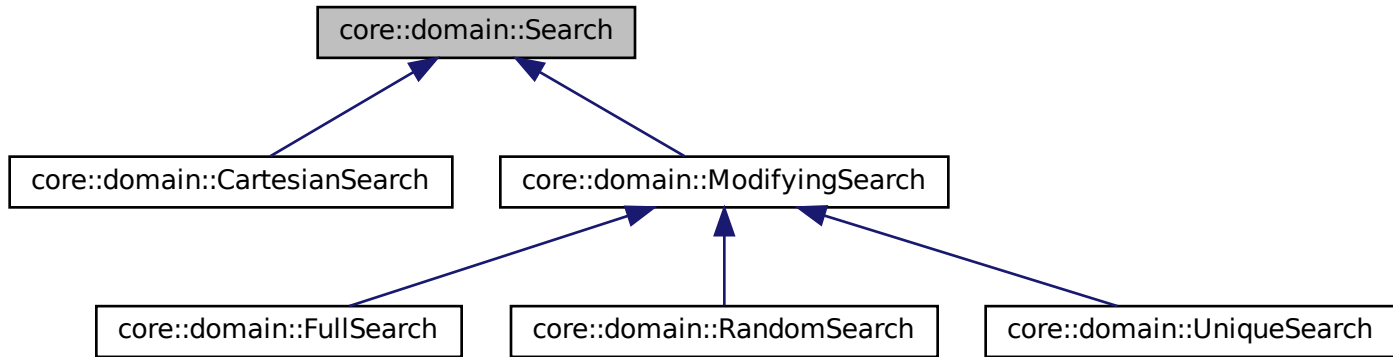 core::domain::Search
core::domain::CartesianSearch
core::domain::ModifyingSearch
core::domain::FullSearch
core::domain::RandomSearch
core::domain::UniqueSearch